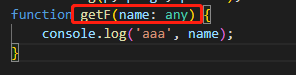 function getF(name: any) {
    console.log('aaa', name);
}